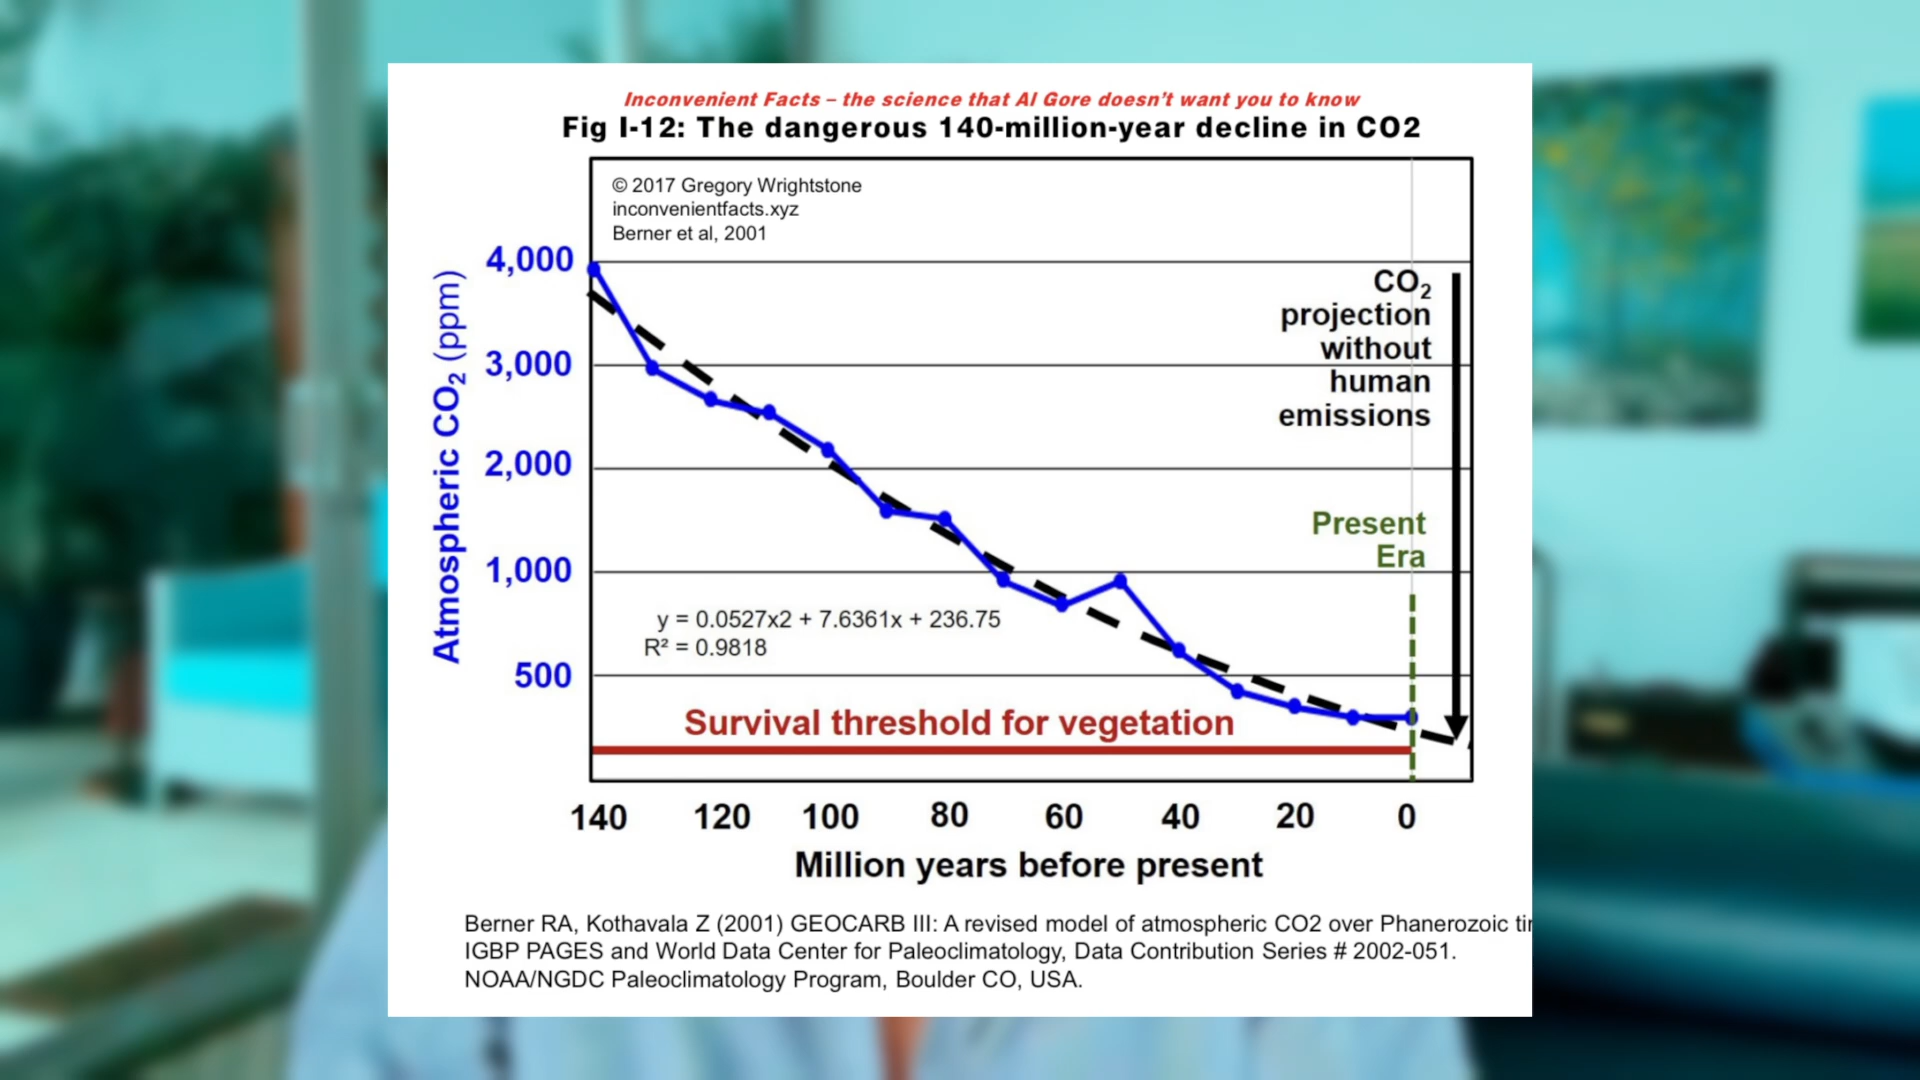 Inconvenient Facts – the science that Al Gore doesn't want you to know
Fig I-12: The dangerous 140-million-year decline in CO2
© 2017 Gregory Wrightstone
inconvenientfacts.xyz
Berner et al, 2001
Atmospheric CO₂ (ppm)
4,000
3,000
2,000
1,000
500
CO₂
projection
without
human
emissions
Present
Era
y = 0.0527x2 + 7.6361x + 236.75
R² = 0.9818
Survival threshold for vegetation
140 120 100 80 60 40 20 0
Million years before present
Berner RA, Kothavala Z (2001) GEOCARB III: A revised model of atmospheric CO2 over Phanerozoic
IGBP PAGES and World Data Center for Paleoclimatology, Data Contribution Series # 2002-051.
NOAA/NGDC Paleoclimatology Program, Boulder CO, USA.